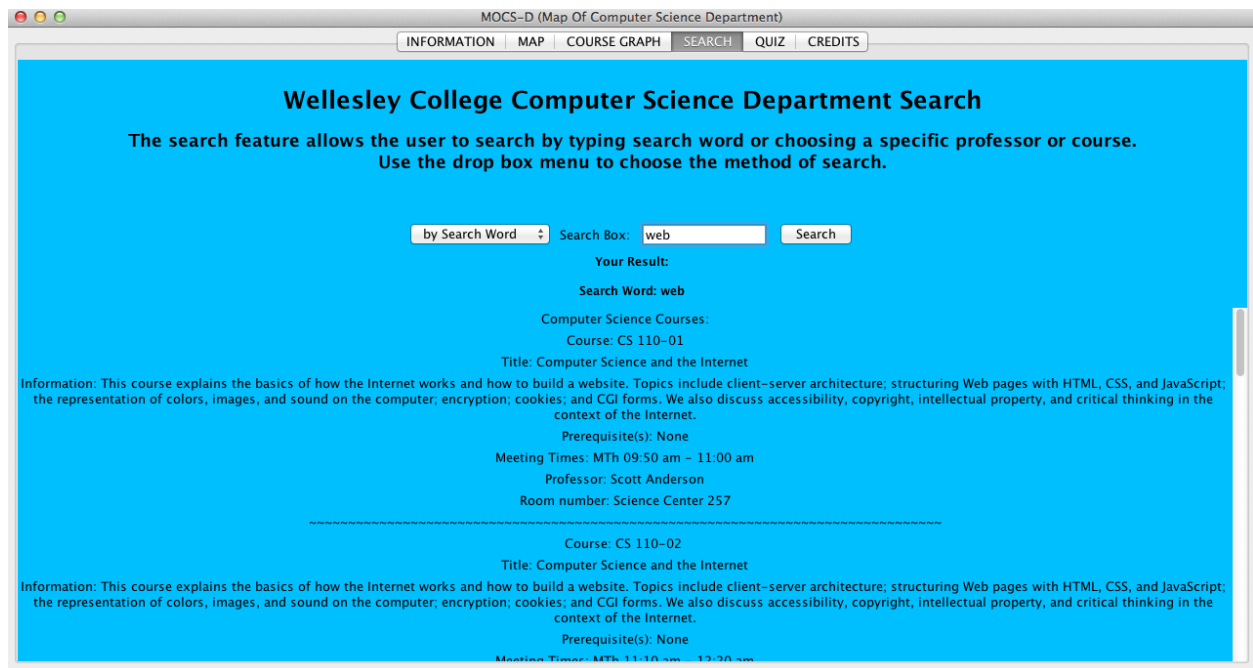 MOCS-D (Map Of Computer Science Department)
INFORMATION MAP COURSE GRAPH SEARCH QUIZ CREDITS
Wellesley College Computer Science Department Search
The search feature allows the user to search by typing search word or choosing a specific professor or course.
Use the drop box menu to choose the method of search.
by Search Word Search Box: web Search
Your Result:
Search Word: web
Computer Science Courses:
Course: CS 110-01
Title: Computer Science and the Internet
Information: This course explains the basics of how the Internet works and how to build a website. Topics include client-server architecture; structuring Web pages with HTML, CSS, and JavaScript;
the representation of colors, images, and sound on the computer; encryption; cookies; and CGI forms. We also discuss accessibility, copyright, intellectual property, and critical thinking in the
context of the Internet.
Prerequisite(s): None
Meeting Times: MTh 09:50 am - 11:00 am
Professor: Scott Anderson
Room number: Science Center 257
~~~~~~~~~~~~~~~~~~~~~~~~~~~~~~~~~~~~~~~~~~~~~~~~~~~~~~~~~~~~~~~~~~~~~~~~~~~~~~~~
Course: CS 110-02
Title: Computer Science and the Internet
Information: This course explains the basics of how the Internet works and how to build a website. Topics include client-server architecture; structuring Web pages with HTML, CSS, and JavaScript;
the representation of colors, images, and sound on the computer; encryption; cookies; and CGI forms. We also discuss accessibility, copyright, intellectual property, and critical thinking in the
context of the Internet.
Prerequisite(s): None
Meeting Times: MTh 11:10 am - 12:20 am